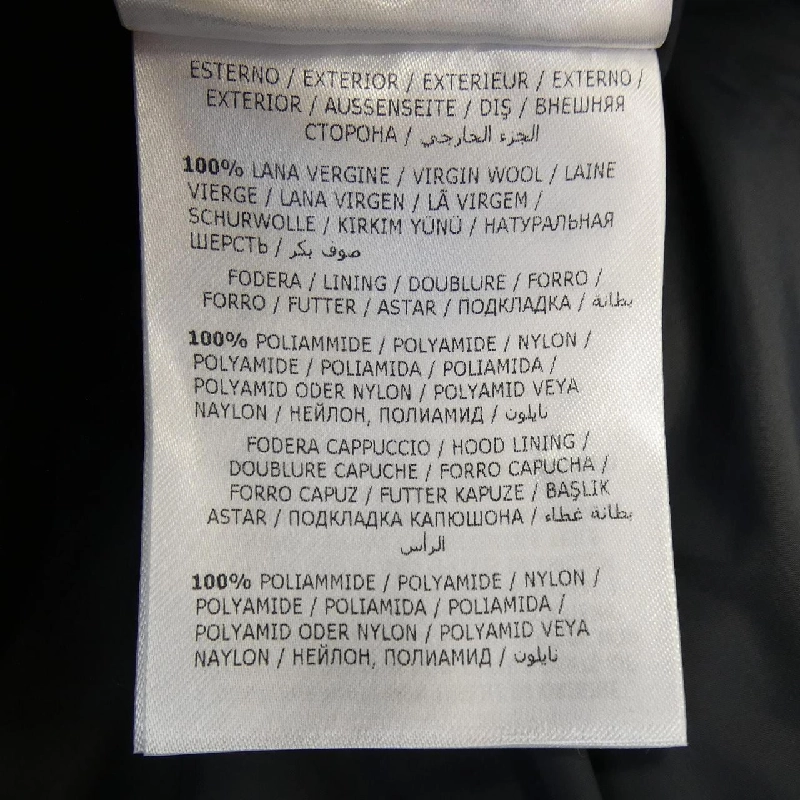 ESTERNO / EXTERIOR / EXTERIEUR / EXTERNO /
EXTERIOR / AUSSENSEITE / DIŞ / ВНЕШНЯЯ
СТОРОНА / الجزء الخارجي
100% LANA VERGINE / VIRGIN WOOL / LAINE
VIERGE / LANA VIRGEN / LÃ VIRGEM /
SCHURWOLLE / KIRKIM YÜNÜ / НАТУРАЛЬНАЯ
ШЕРСТЬ / صوف بكر
FODERA / LINING / DOUBLURE / FORRO /
FORRO / FUTTER / ASTAR / ПОДКЛАДКА / بطانة
100% POLIAMMIDE / POLYAMIDE / NYLON /
POLYAMIDE / POLIAMIDA / POLIAMIDA /
POLYAMID ODER NYLON / POLYAMID VEYA
NAYLON / НЕЙЛОН, ПОЛИАМИД / نايلون
FODERA CAPPUCCIO / HOOD LINING /
DOUBLURE CAPUCHE / FORRO CAPUCHA /
FORRO CAPUZ / FUTTER KAPUZE / BAŞLIK
ASTAR / ПОДКЛАДКА КАПЮШОНА / بطانة غطاء
الرأس
100% POLIAMMIDE / POLYAMIDE / NYLON /
POLYAMIDE / POLIAMIDA / POLIAMIDA /
POLYAMID ODER NYLON / POLYAMID VEYA
NAYLON / НЕЙЛОН, ПОЛИАМИД / نايلون